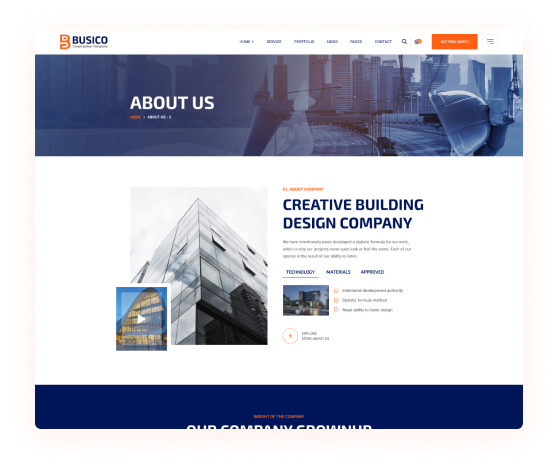 BUSICO
Construction Template
HOME +
SERVICE
PORTFOLIO
NEWS
PAGES
CONTACT
GET FREE QUOTES
ABOUT US
HOME > ABOUT US - 2
01. ABOUT COMPANY
CREATIVE BUILDING
DESIGN COMPANY
We have intentionally never developed a stylistic formula for our work,
which is why our projects never quite look or feel the same. Each of our
spaces is the result of our ability to listen.
TECHNOLOGY
MATERIALS
APPROVED
Intentional development authority
Stylistic formula method
Result ability to listen design
EXPLORE
MORE ABOUT US
INSIGHT OF THE COMPANY
OUR COMPANY GROWNUP